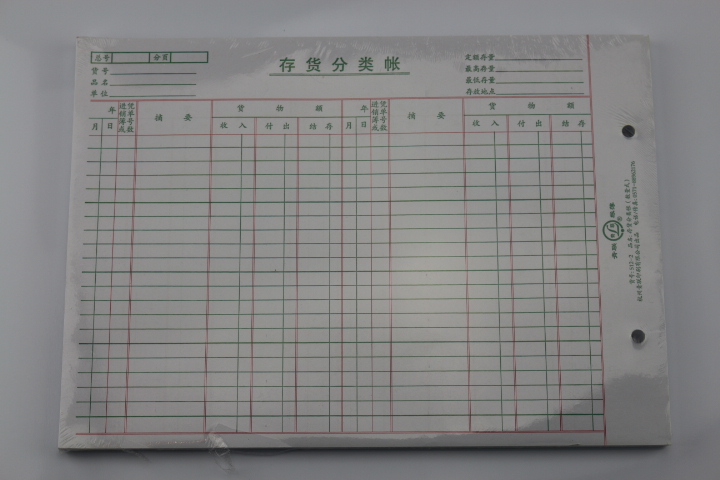 总号 分页
存货分类帐
货号
品名
单位
定额存量
最高存量
最低存量
存放地点
年 进销簿或 凭单号数 摘要 货物额 年 进销簿或 凭单号数 摘要 货物额
月 日 收入 付出 结存 月 日 收入 付出 结存